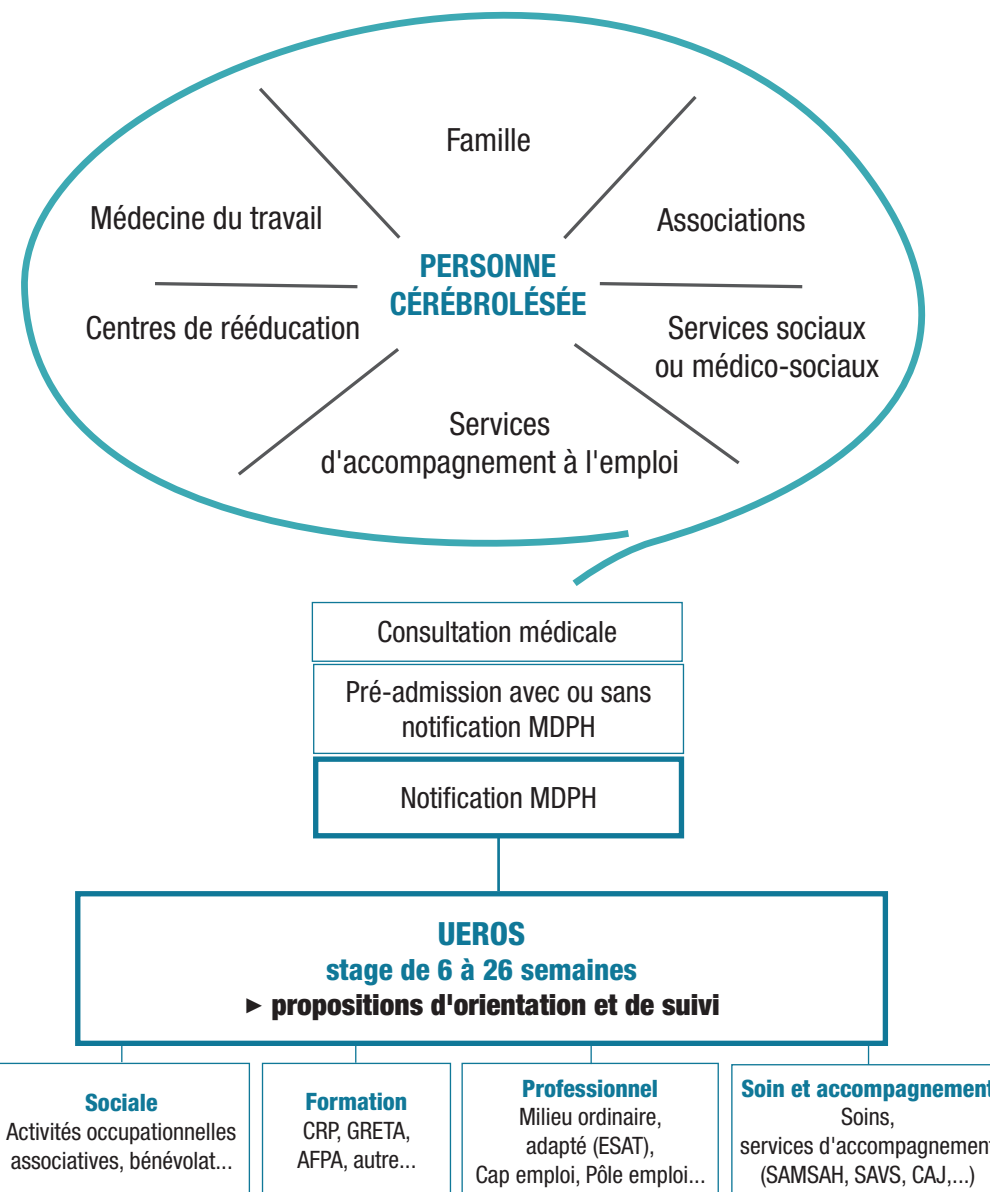 Famille
Médecine du travail
Associations
PERSONNE
CÉRÉBROLÉSÉE
Centres de rééducation
Services sociaux
ou médico-sociaux
Services
d'accompagnement à l'emploi
Consultation médicale
Pré-admission avec ou sans
notification MDPH
Notification MDPH
UEROS
stage de 6 à 26 semaines
► propositions d'orientation et de suivi
Sociale
Activités occupationnelles
associatives, bénévolat...
Formation
CRP, GRETA,
AFPA, autre...
Professionnel
Milieu ordinaire,
adapté (ESAT),
Cap emploi, Pôle emploi...
Soin et accompagnement
Soins,
services d'accompagnement
(SAMSAH, SAVS, CAJ,...)